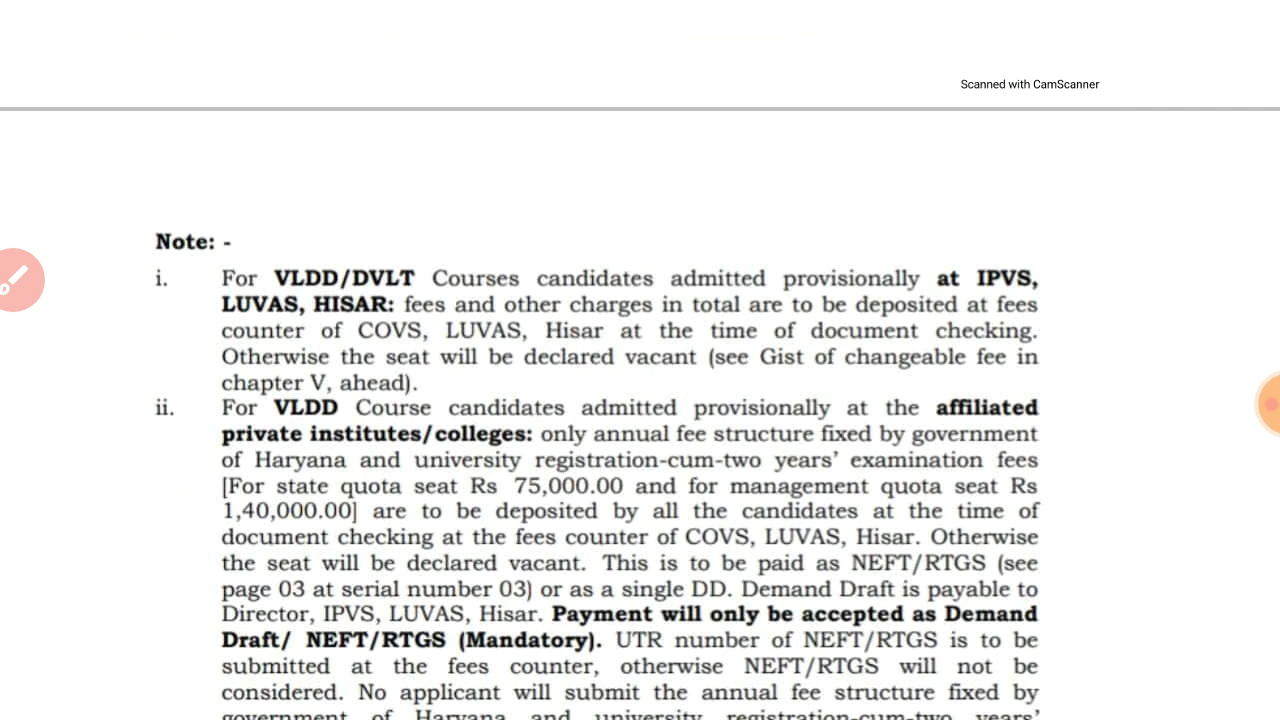 Scanned with CamScanner
Note: -
i. For VLDD/DVLT Courses candidates admitted provisionally at IPVS,
LUVAS, HISAR: fees and other charges in total are to be deposited at fees
counter of COVS, LUVAS, Hisar at the time of document checking.
Otherwise the seat will be declared vacant (see Gist of changeable fee in
chapter V, ahead).
ii. For VLDD Course candidates admitted provisionally at the affiliated
private institutes/colleges: only annual fee structure fixed by government
of Haryana and university registration-cum-two years’ examination fees
[For state quota seat Rs 75,000.00 and for management quota seat Rs
1,40,000.00] are to be deposited by all the candidates at the time of
document checking at the fees counter of COVS, LUVAS, Hisar. Otherwise
the seat will be declared vacant. This is to be paid as NEFT/RTGS (see
page 03 at serial number 03) or as a single DD. Demand Draft is payable to
Director, IPVS, LUVAS, Hisar. Payment will only be accepted as Demand
Draft/ NEFT/RTGS (Mandatory). UTR number of NEFT/RTGS is to be
submitted at the fees counter, otherwise NEFT/RTGS will not be
considered. No applicant will submit the annual fee structure fixed by
government of Haryana and university registration-cum-two years’